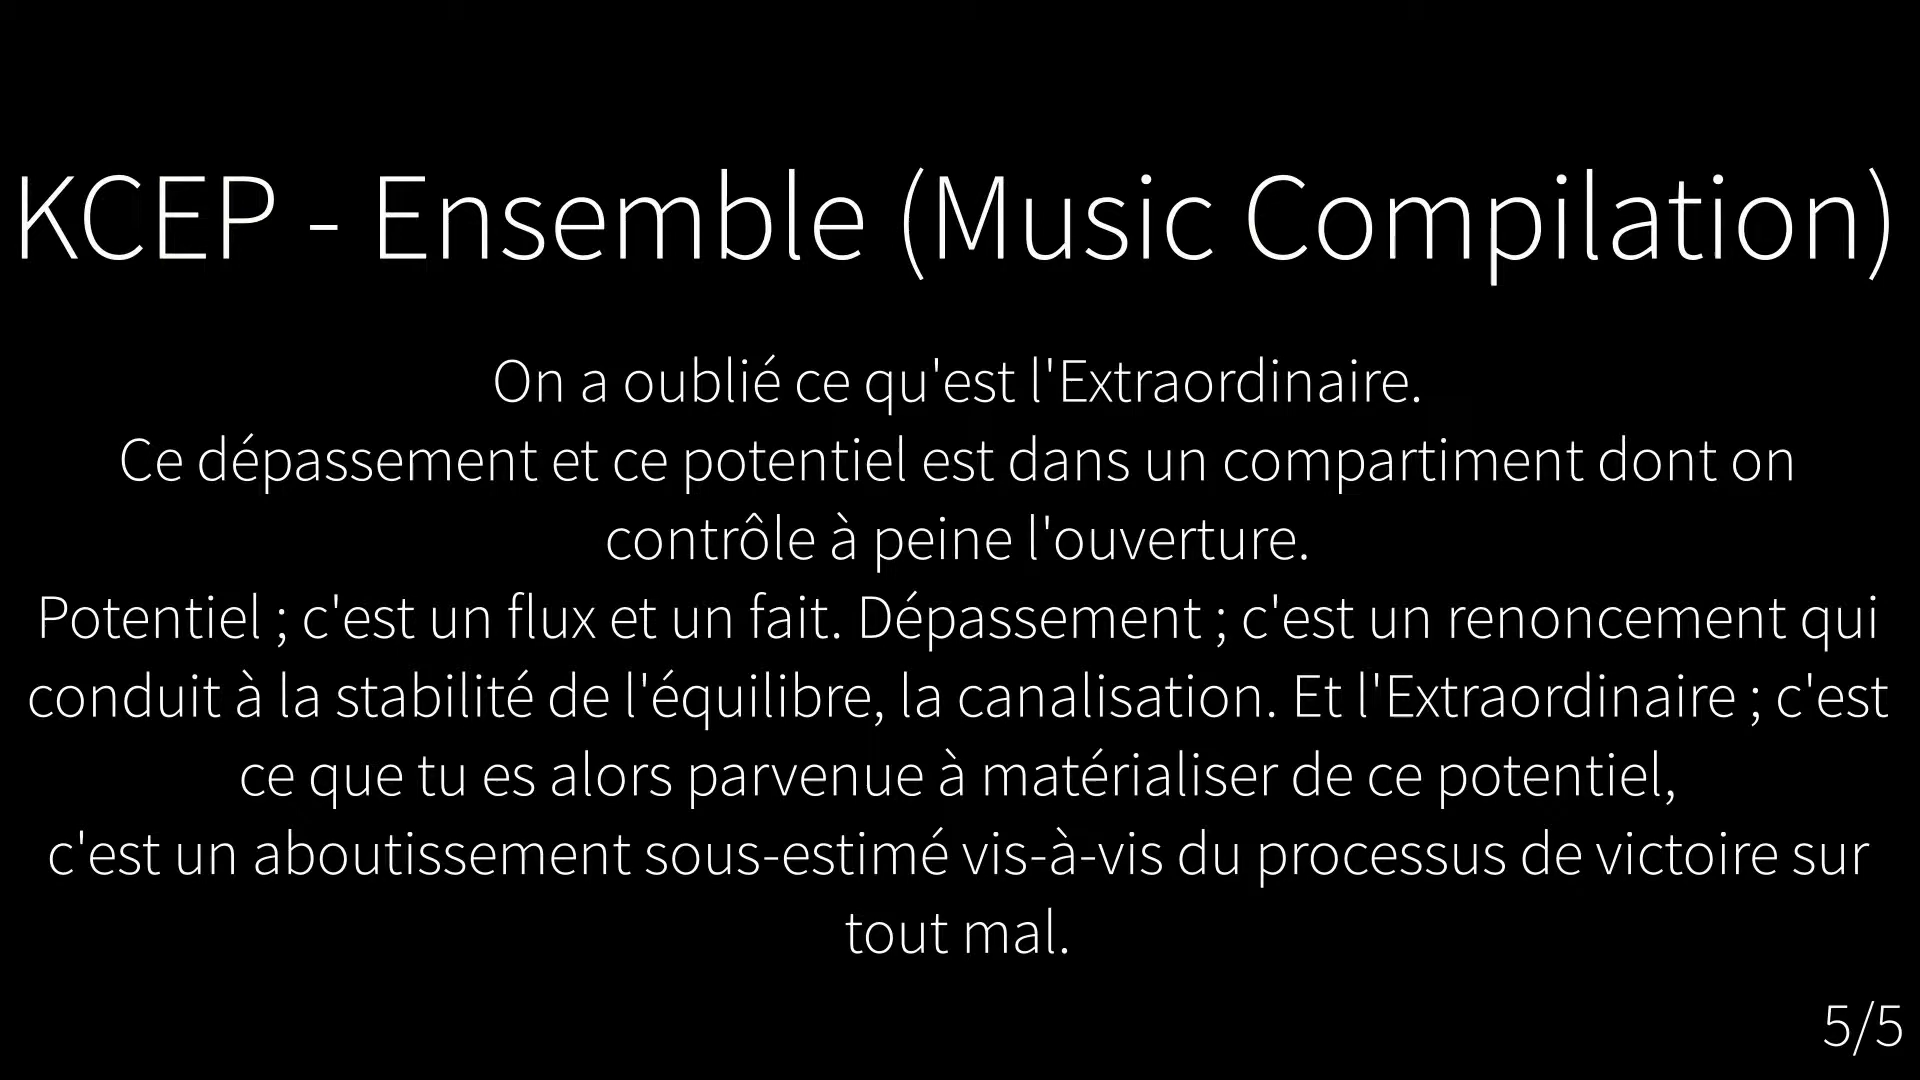 KCEP - Ensemble (Music Compilation)
On a oublié ce qu'est l'Extraordinaire.
Ce dépassement et ce potentiel est dans un compartiment dont on
contrôle à peine l'ouverture.
Potentiel ; c'est un flux et un fait. Dépassement ; c'est un renoncement qui
conduit à la stabilité de l'équilibre, la canalisation. Et l'Extraordinaire ; c'est
ce que tu es alors parvenue à matérialiser de ce potentiel,
c'est un aboutissement sous-estimé vis-à-vis du processus de victoire sur
tout mal.
5/5